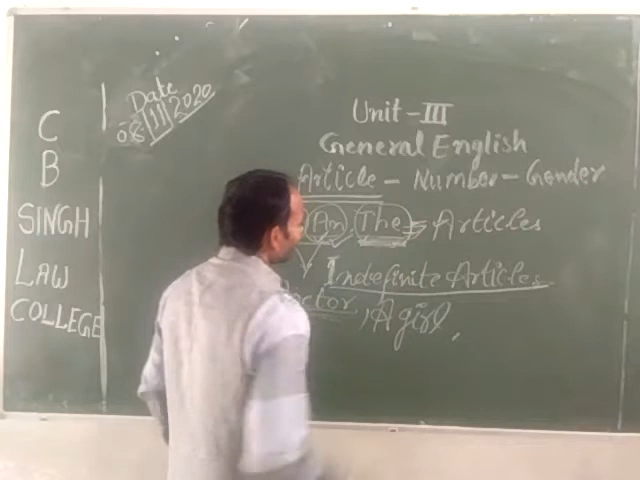 C
B
SINGH
LAW
COLLEGE
Date
08/11/2020
Unit-III
General English
Article - Number - Gender
An, The = Articles
Indefinite Articles.
, A girl,